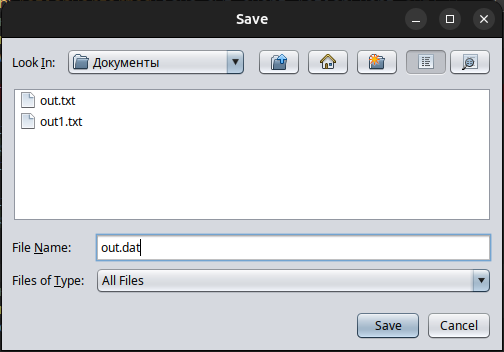 Save
Look In: Документы
out.txt
out1.txt
File Name: out.dat
Files of Type: All Files
Save Cancel